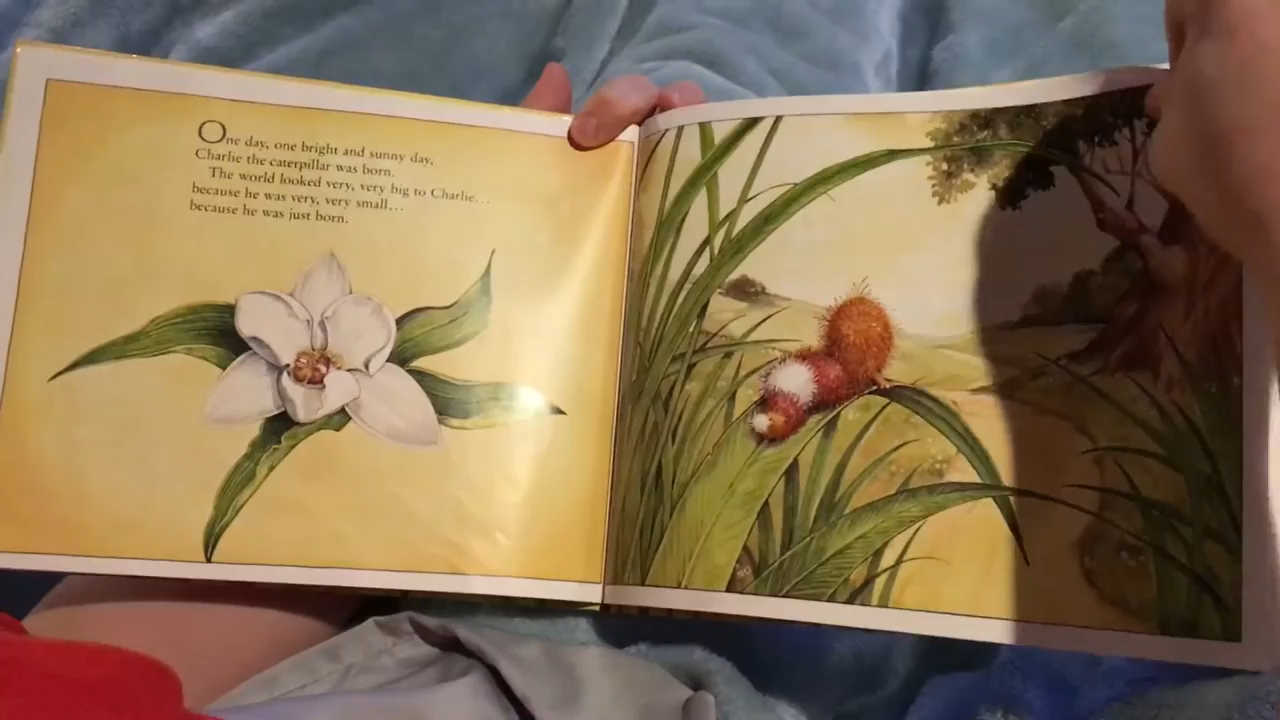 One day, one bright and sunny day,
Charlie the caterpillar was born.
The world looked very, very big to Charlie...
because he was very, very small...
because he was just born.